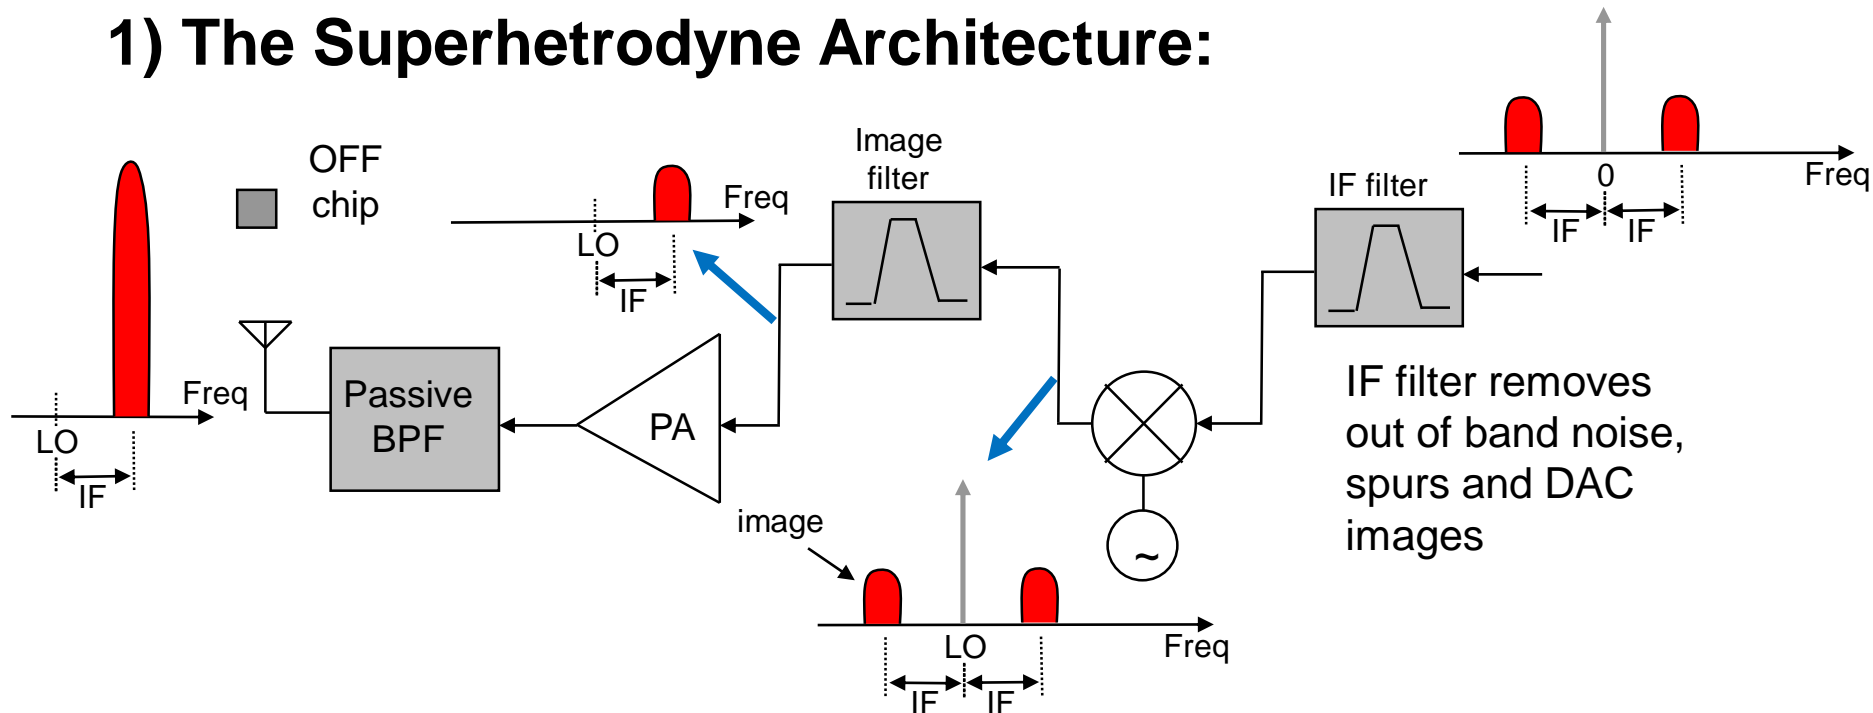 1) The Superhetrodyne Architecture:
OFF
chip
Image
filter
IF filter
Freq
0
IF
IF
Freq
LO
IF
Freq
LO
IF
Passive
BPF
PA
~
IF filter removes
out of band noise,
spurs and DAC
images
image
LO
Freq
IF
IF